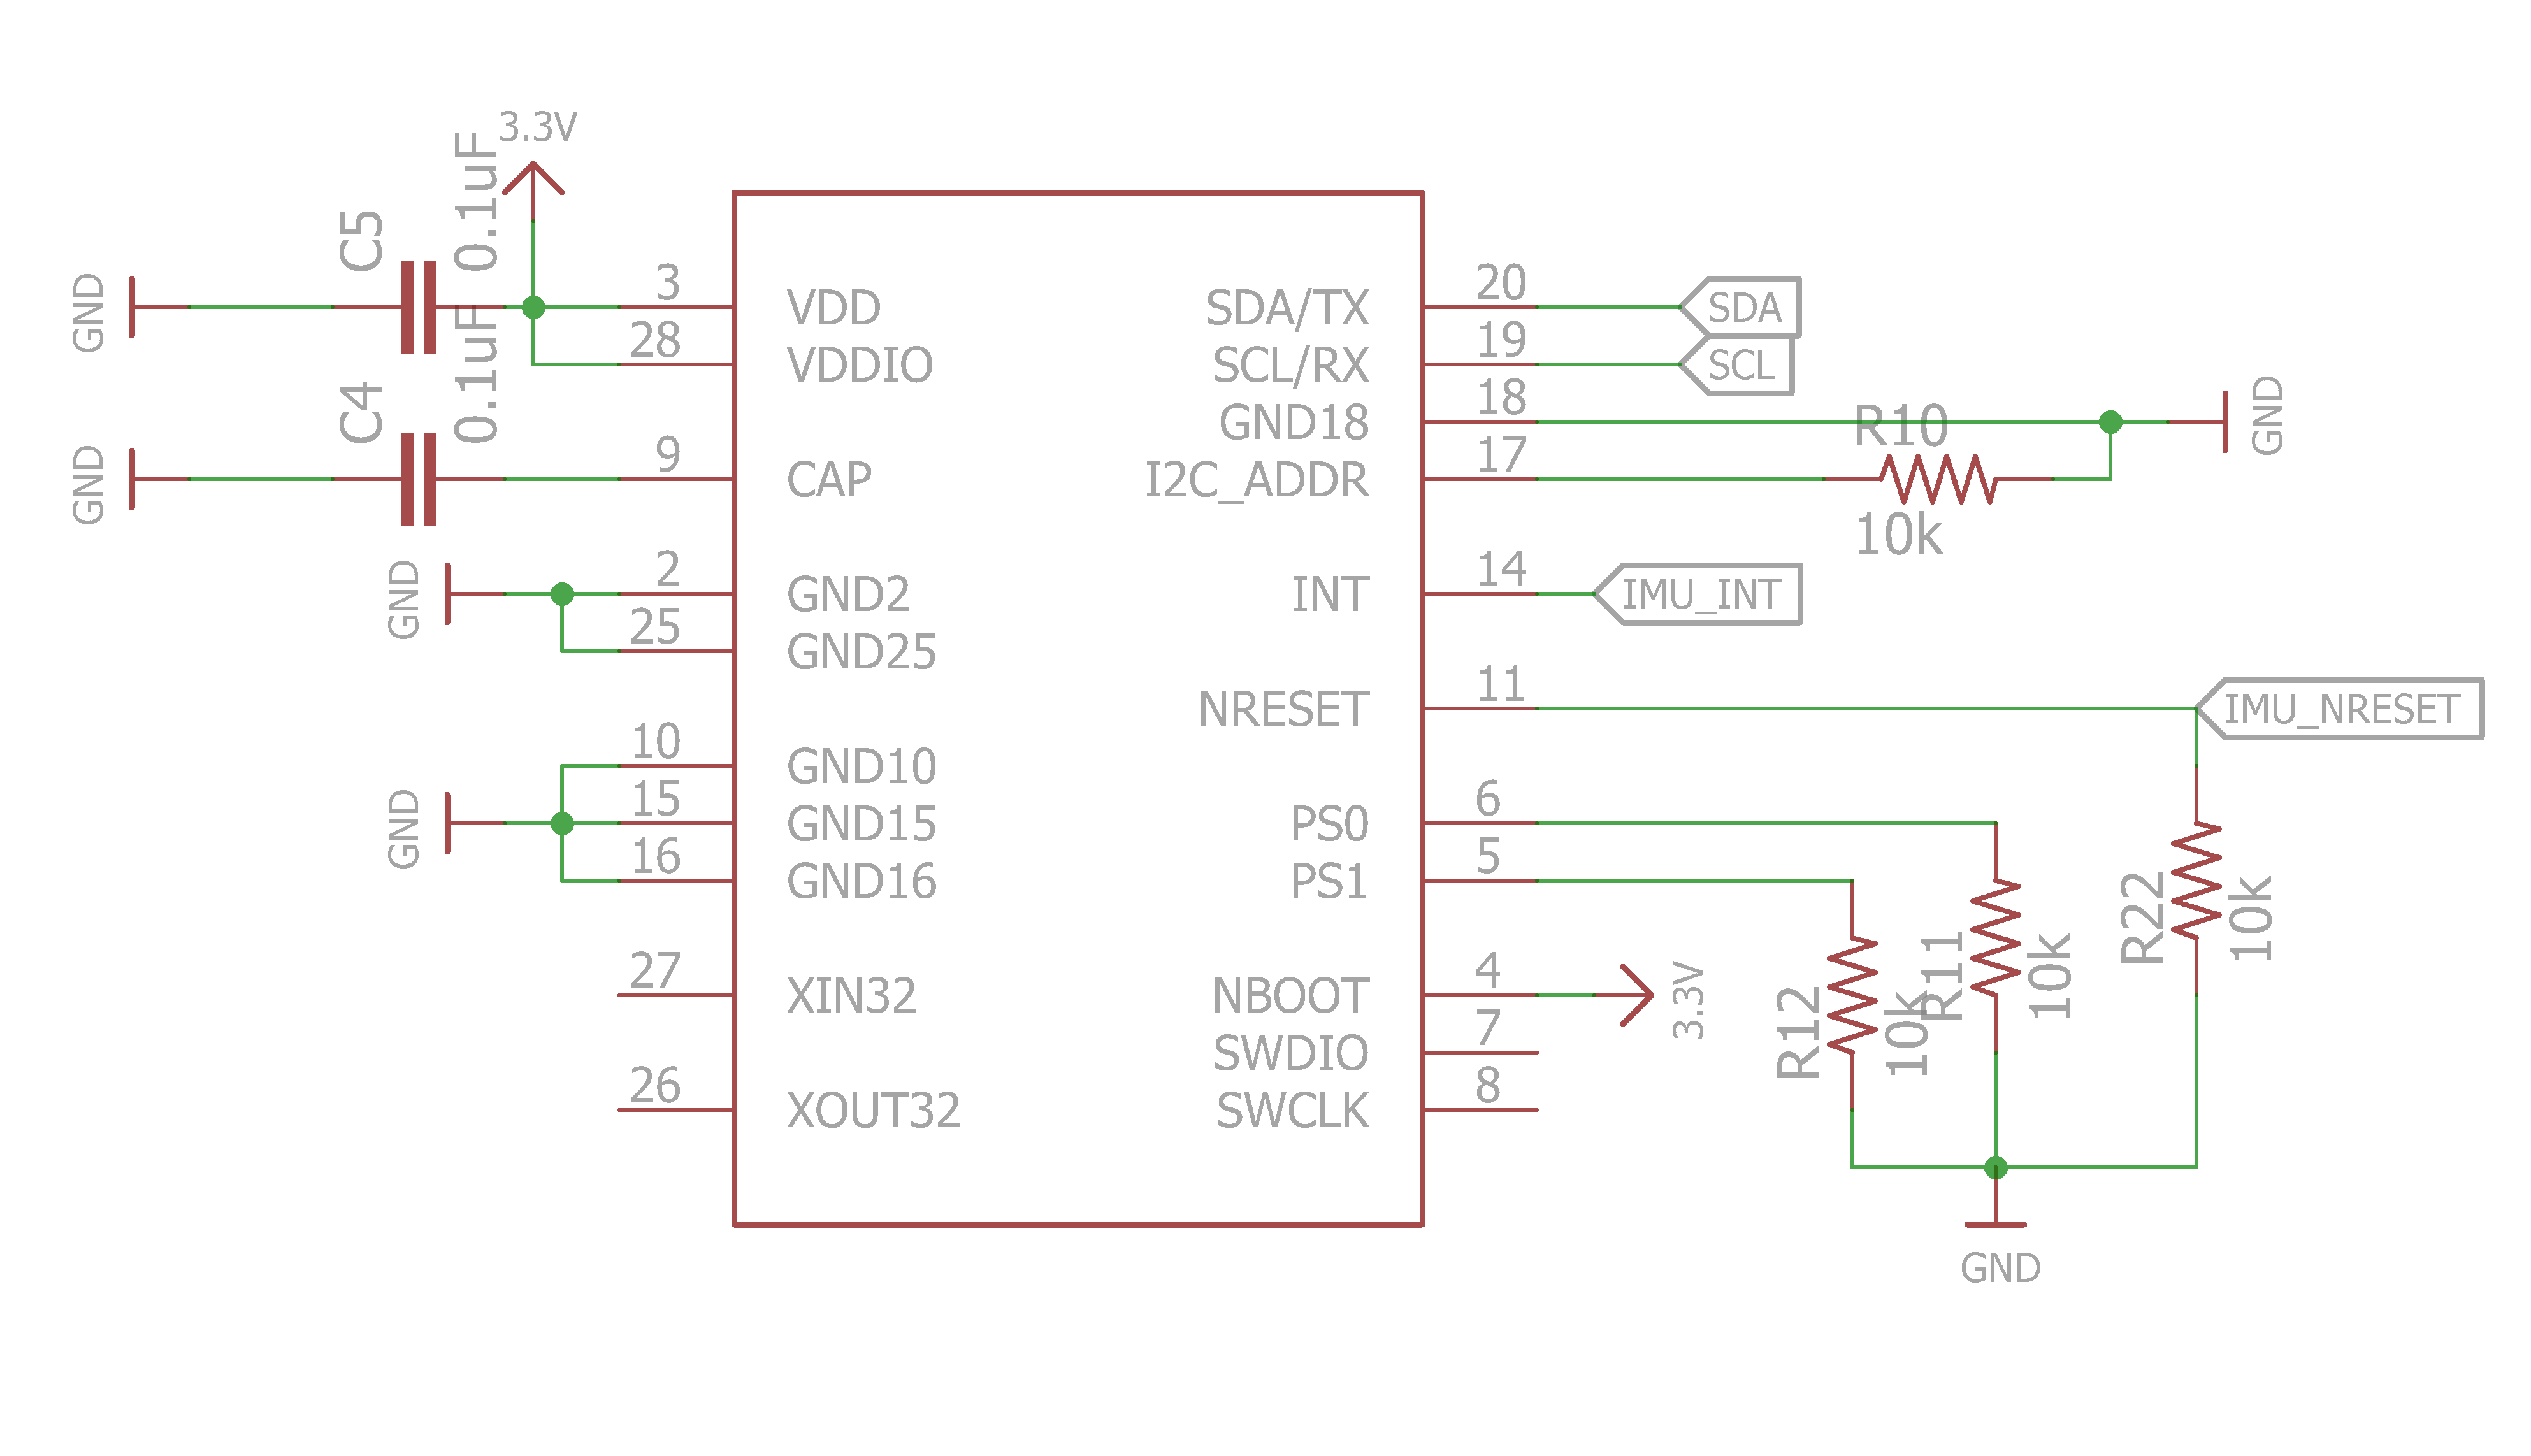 3.3V
C5
0.1uF
GND
3
VDD
28
VDDIO
C4
0.1uF
GND
9
CAP
GND
2
GND2
25
GND25
GND
10
GND10
15
GND15
16
GND16
27
XIN32
26
XOUT32
SDA/TX
20
SDA
SCL/RX
19
SCL
GND18
18
GND
I2C_ADDR
17
R10
10k
INT
14
IMU_INT
NRESET
11
IMU_NRESET
PS0
6
PS1
5
NBOOT
4
3.3V
SWDIO
7
SWCLK
8
R12
10k
R11
10k
R22
10k
GND